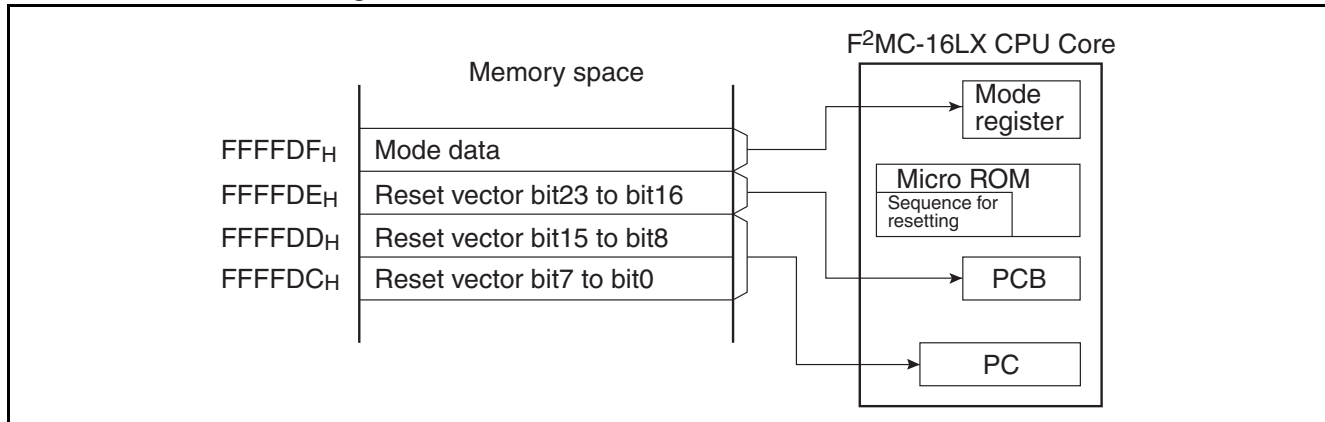 F²MC-16LX CPU Core
Memory space
Mode
register
FFFFDFH Mode data
Micro ROM
FFFFDEH Reset vector bit23 to bit16
Sequence for
resetting
FFFFDDH Reset vector bit15 to bit8
FFFFDCH Reset vector bit7 to bit0
PCB
PC